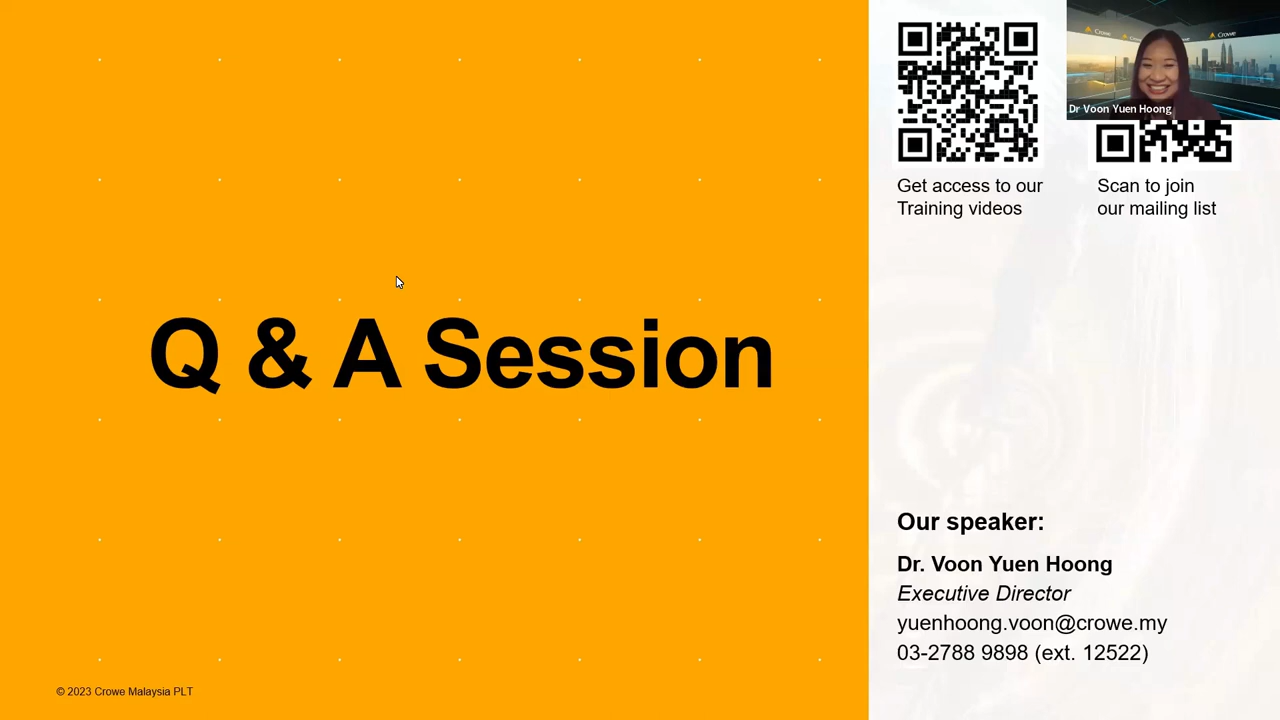 Q & A Session
© 2023 Crowe Malaysia PLT
Get access to our
Training videos
Crowe
Crowe
Dr Voon Yuen Hoong
Scan to join
our mailing list
Our speaker:
Dr. Voon Yuen Hoong
Executive Director
yuenhoong.voon@crowe.my
03-2788 9898 (ext. 12522)